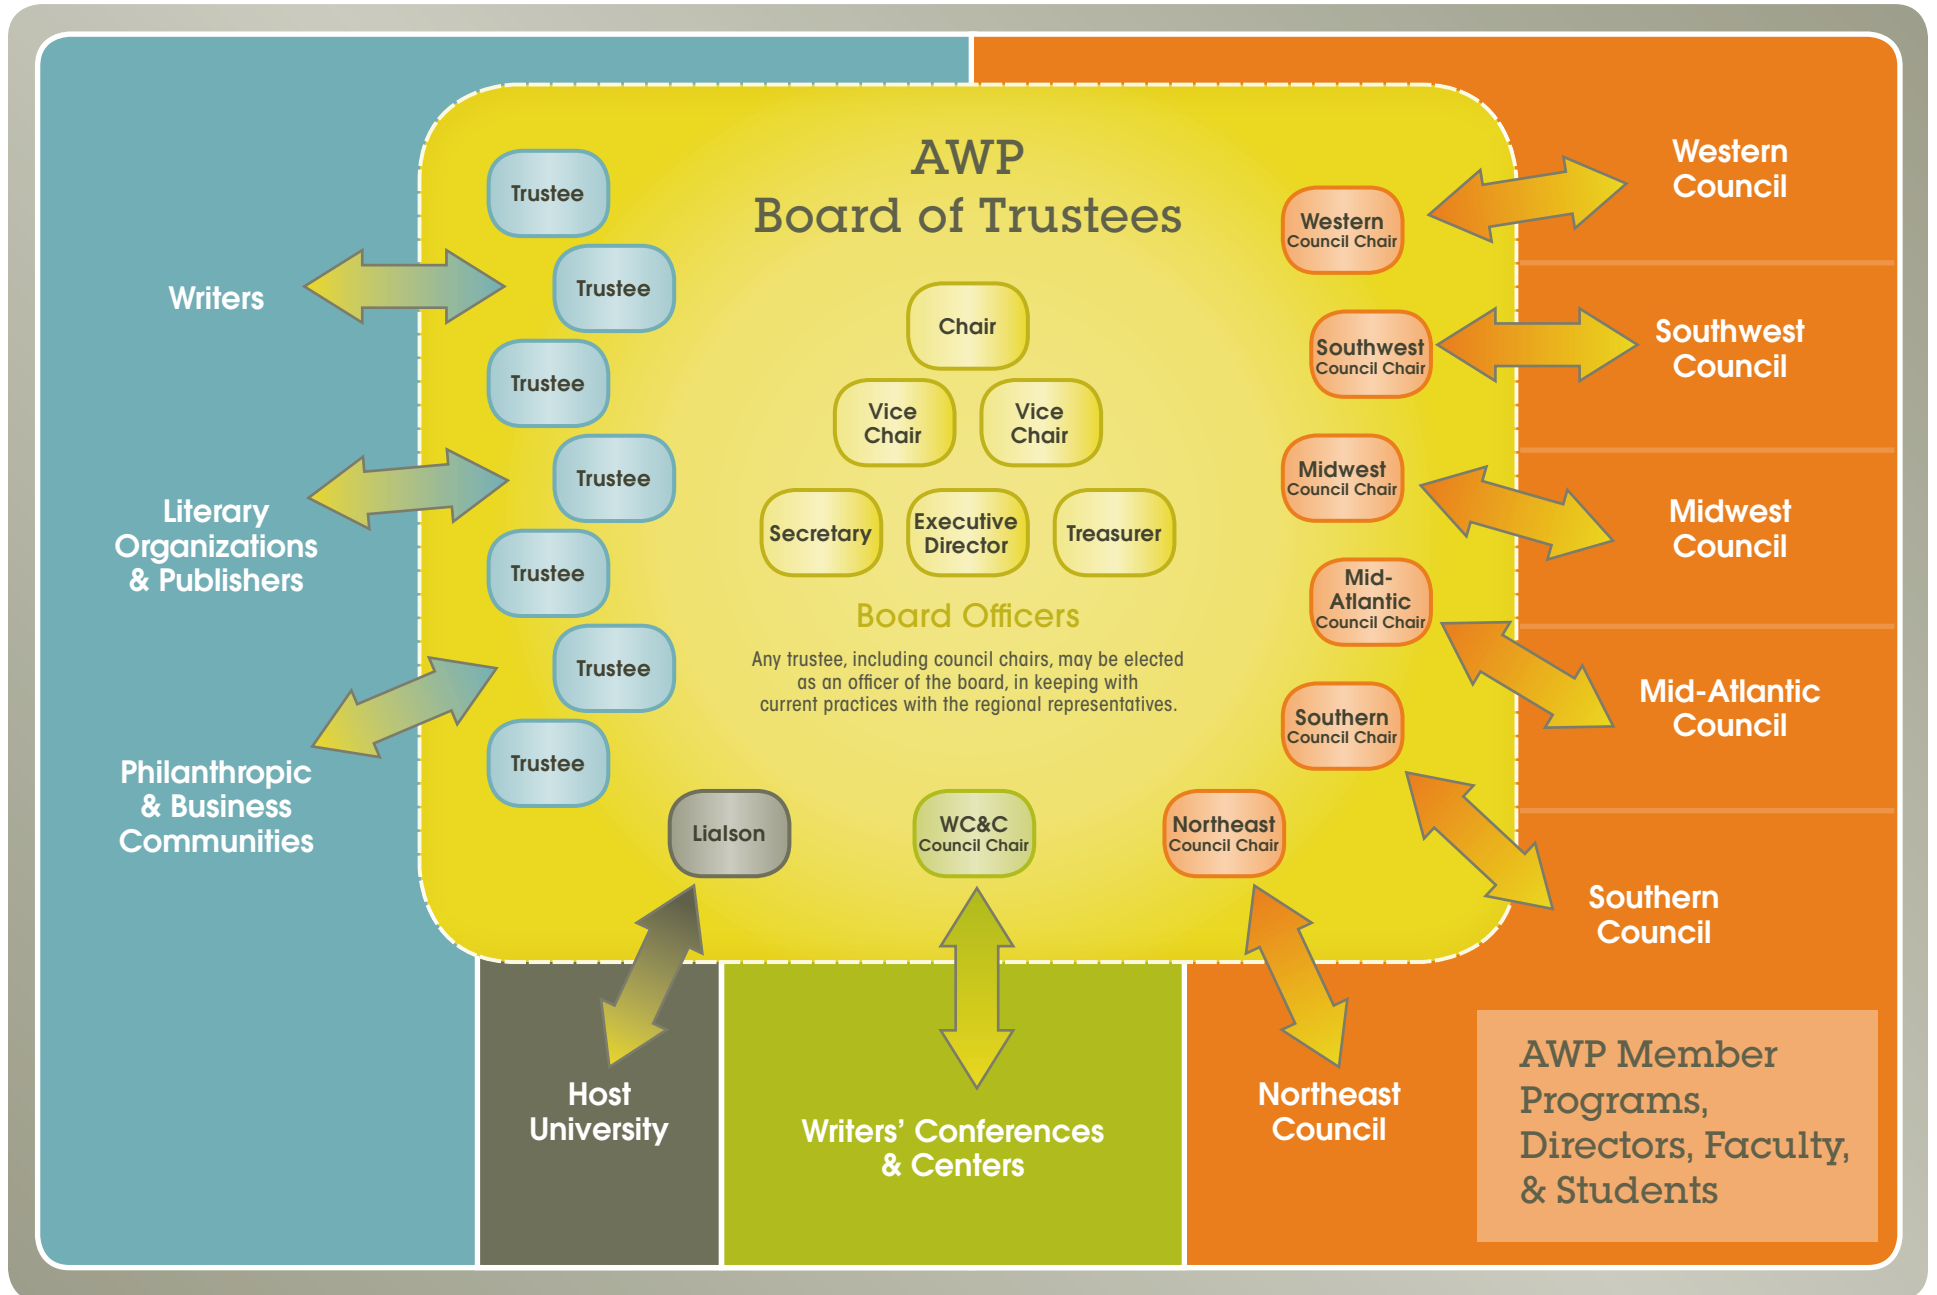 AWP
Board of Trustees
Trustee
Trustee
Trustee
Trustee
Trustee
Trustee
Trustee
Writers
Literary
Organizations
& Publishers
Philanthropic
& Business
Communities
Chair
Vice
Chair
Vice
Chair
Secretary
Executive
Director
Treasurer
Board Officers
Any trustee, including council chairs, may be elected
as an officer of the board, in keeping with
current practices with the regional representatives.
Western
Council Chair
Southwest
Council Chair
Midwest
Council Chair
Mid-
Atlantic
Council Chair
Southern
Council Chair
Northeast
Council Chair
WC&C
Council Chair
LiaIson
Western
Council
Southwest
Council
Midwest
Council
Mid-Atlantic
Council
Southern
Council
Host
University
Writers’ Conferences
& Centers
Northeast
Council
AWP Member
Programs,
Directors, Faculty,
& Students